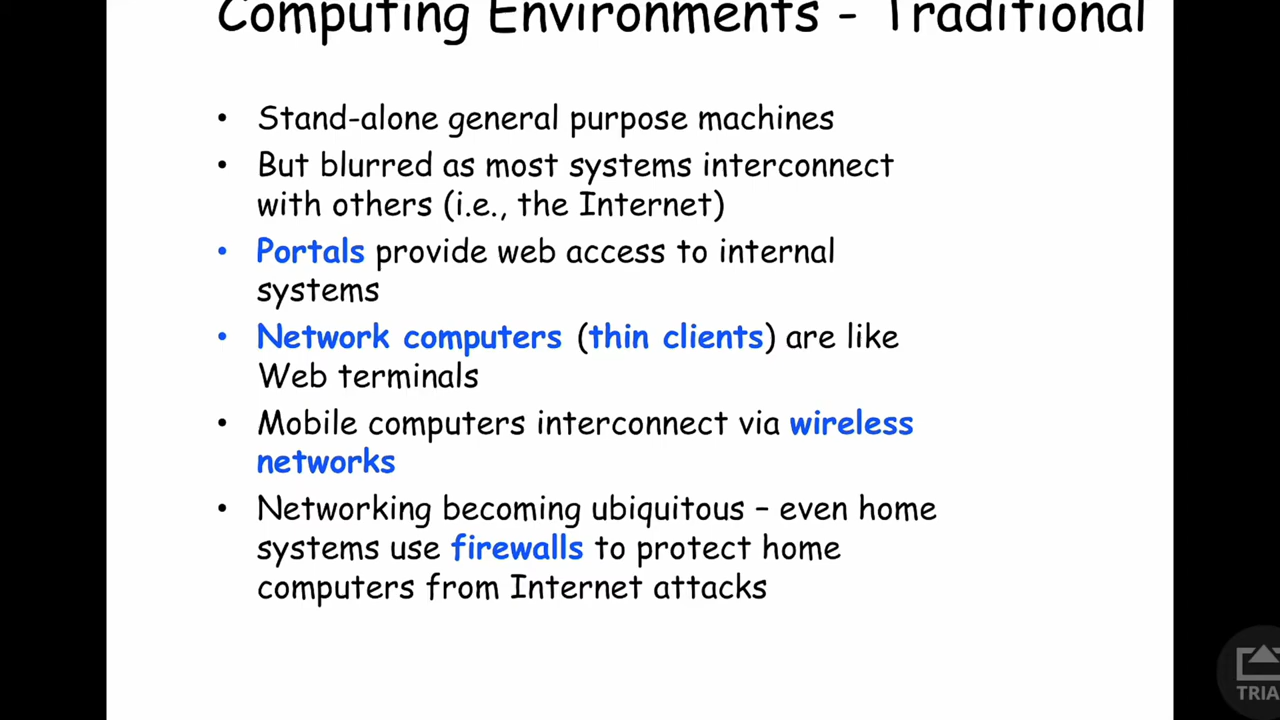 Computing Environments - Traditional
• Stand-alone general purpose machines
• But blurred as most systems interconnect
with others (i.e., the Internet)
• Portals provide web access to internal
systems
• Network computers (thin clients) are like
Web terminals
• Mobile computers interconnect via wireless
networks
• Networking becoming ubiquitous – even home
systems use firewalls to protect home
computers from Internet attacks
TRIA